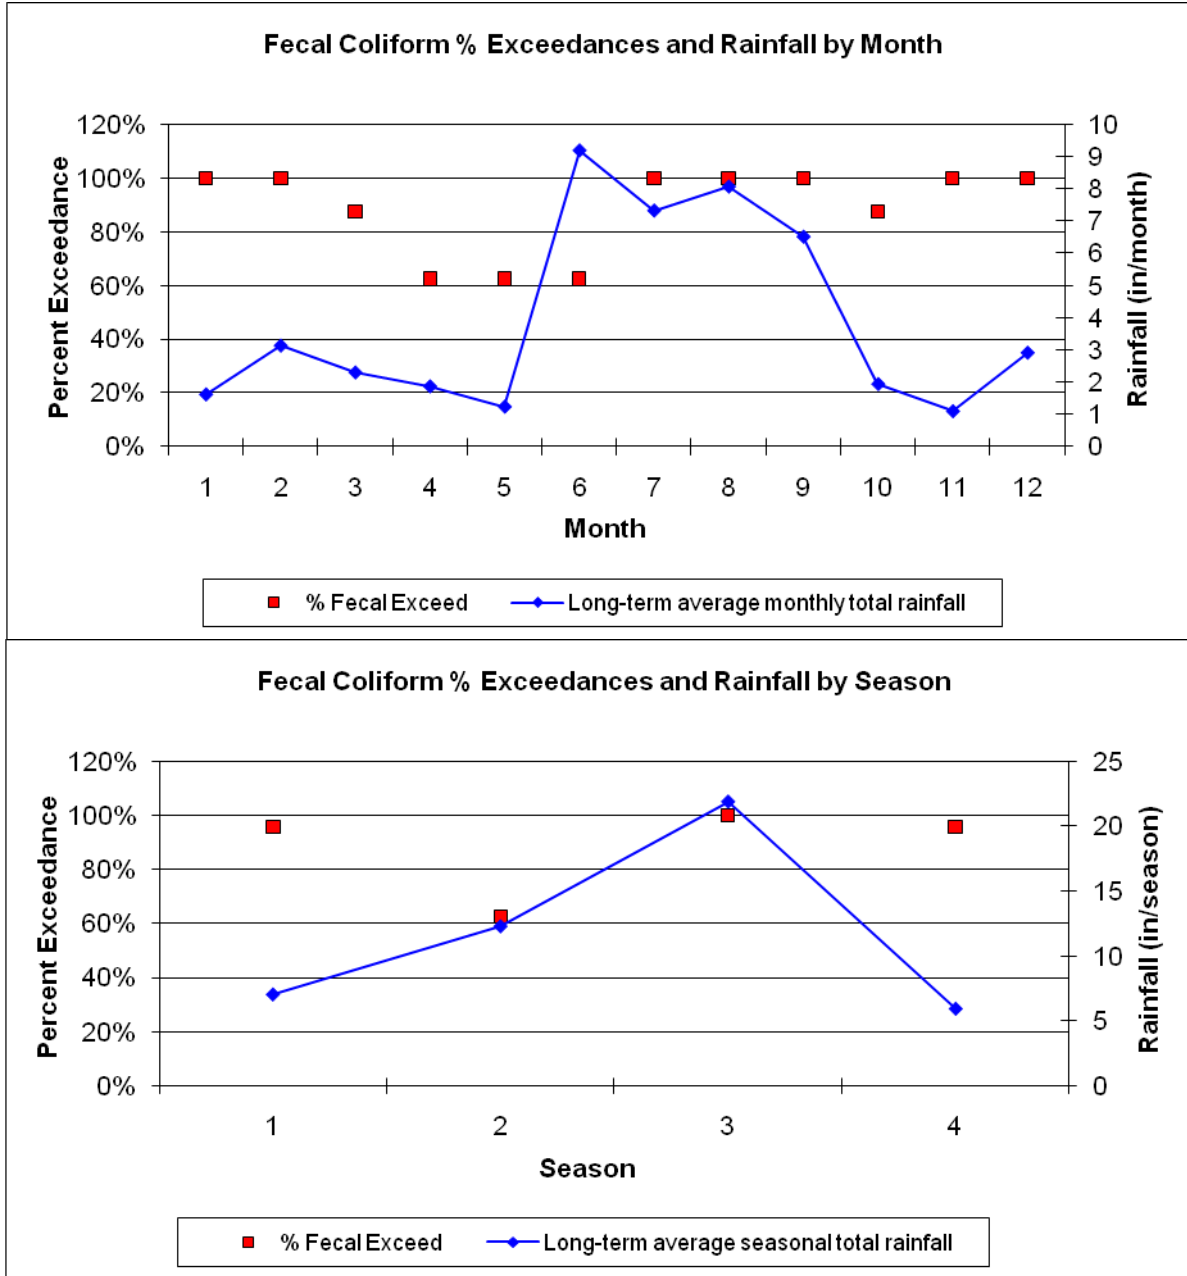 Fecal Coliform % Exceedances and Rainfall by Month
Percent Exceedance
120%
100%
80%
60%
40%
20%
0%
10
9
8
7
6
5
4
3
2
1
0
Rainfall (in/month)
1 2 3 4 5 6 7 8 9 10 11 12
Month
% Fecal Exceed Long-term average monthly total rainfall
Fecal Coliform % Exceedances and Rainfall by Season
Percent Exceedance
120%
100%
80%
60%
40%
20%
0%
25
20
15
10
5
0
Rainfall (in/season)
1 2 3 4
Season
% Fecal Exceed Long-term average seasonal total rainfall